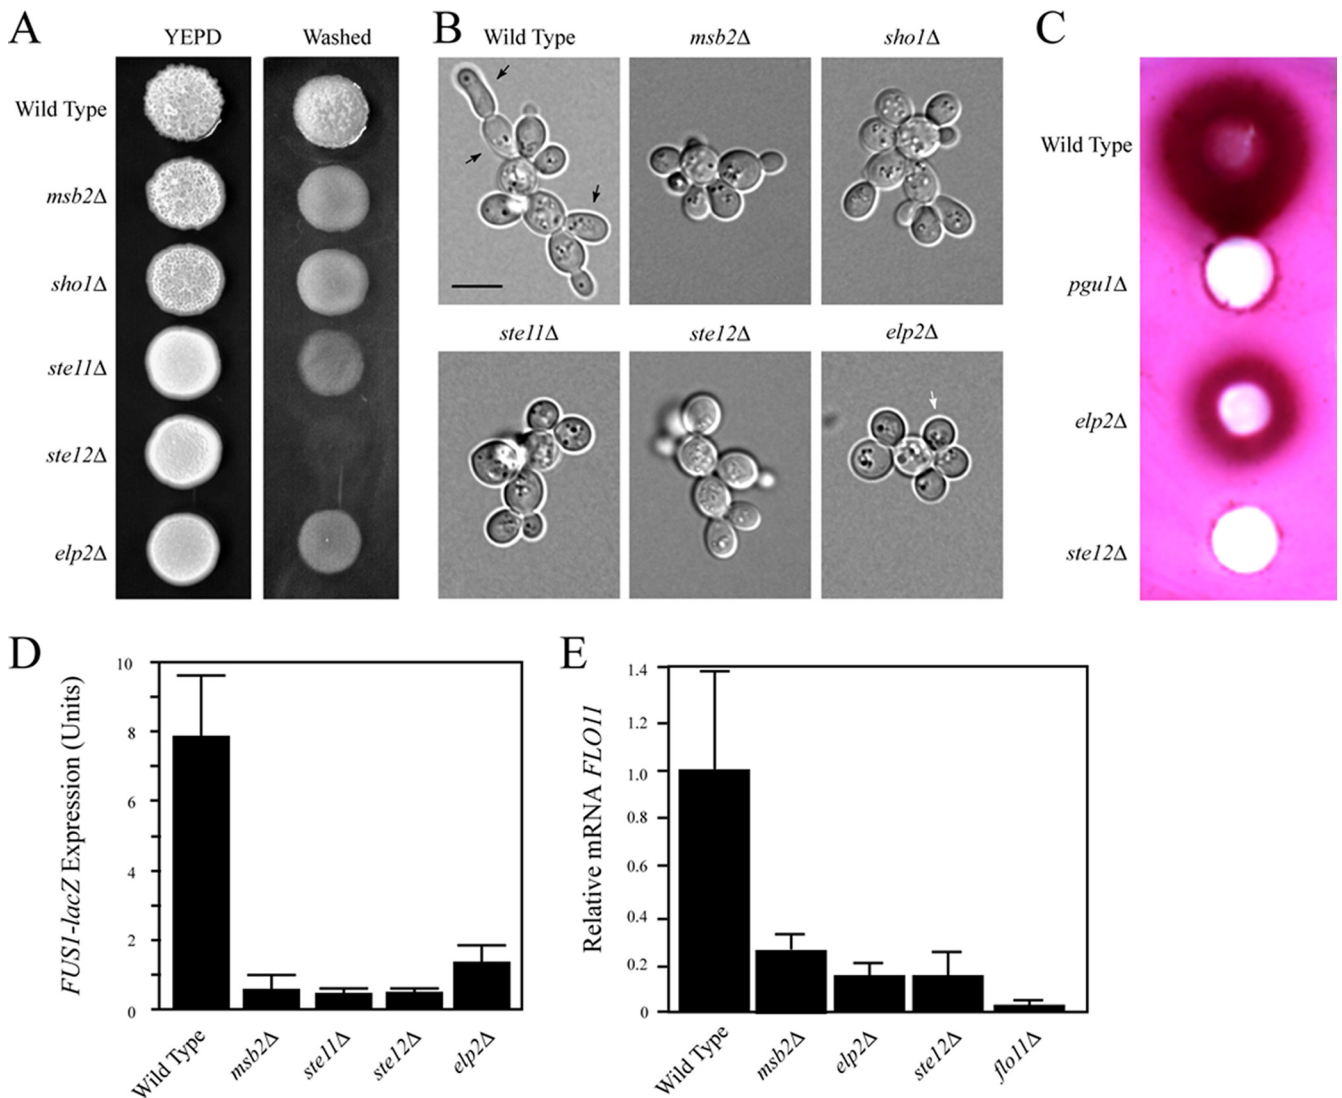 A
YEPD
Washed
Wild Type
msb2Δ
sho1Δ
ste11Δ
ste12Δ
elp2Δ
B
Wild Type
msb2Δ
sho1Δ
ste11Δ
ste12Δ
elp2Δ
C
Wild Type
pgu1Δ
elp2Δ
ste12Δ
D
FUS1-lacZ Expression (Units)
10
8
6
4
2
0
Wild Type
msb2Δ
ste11Δ
ste12Δ
elp2Δ
E
Relative mRNA FLO11
1.4
1.2
1.0
0.8
0.6
0.4
0.2
0
Wild Type
msb2Δ
elp2Δ
ste12Δ
flo11Δ